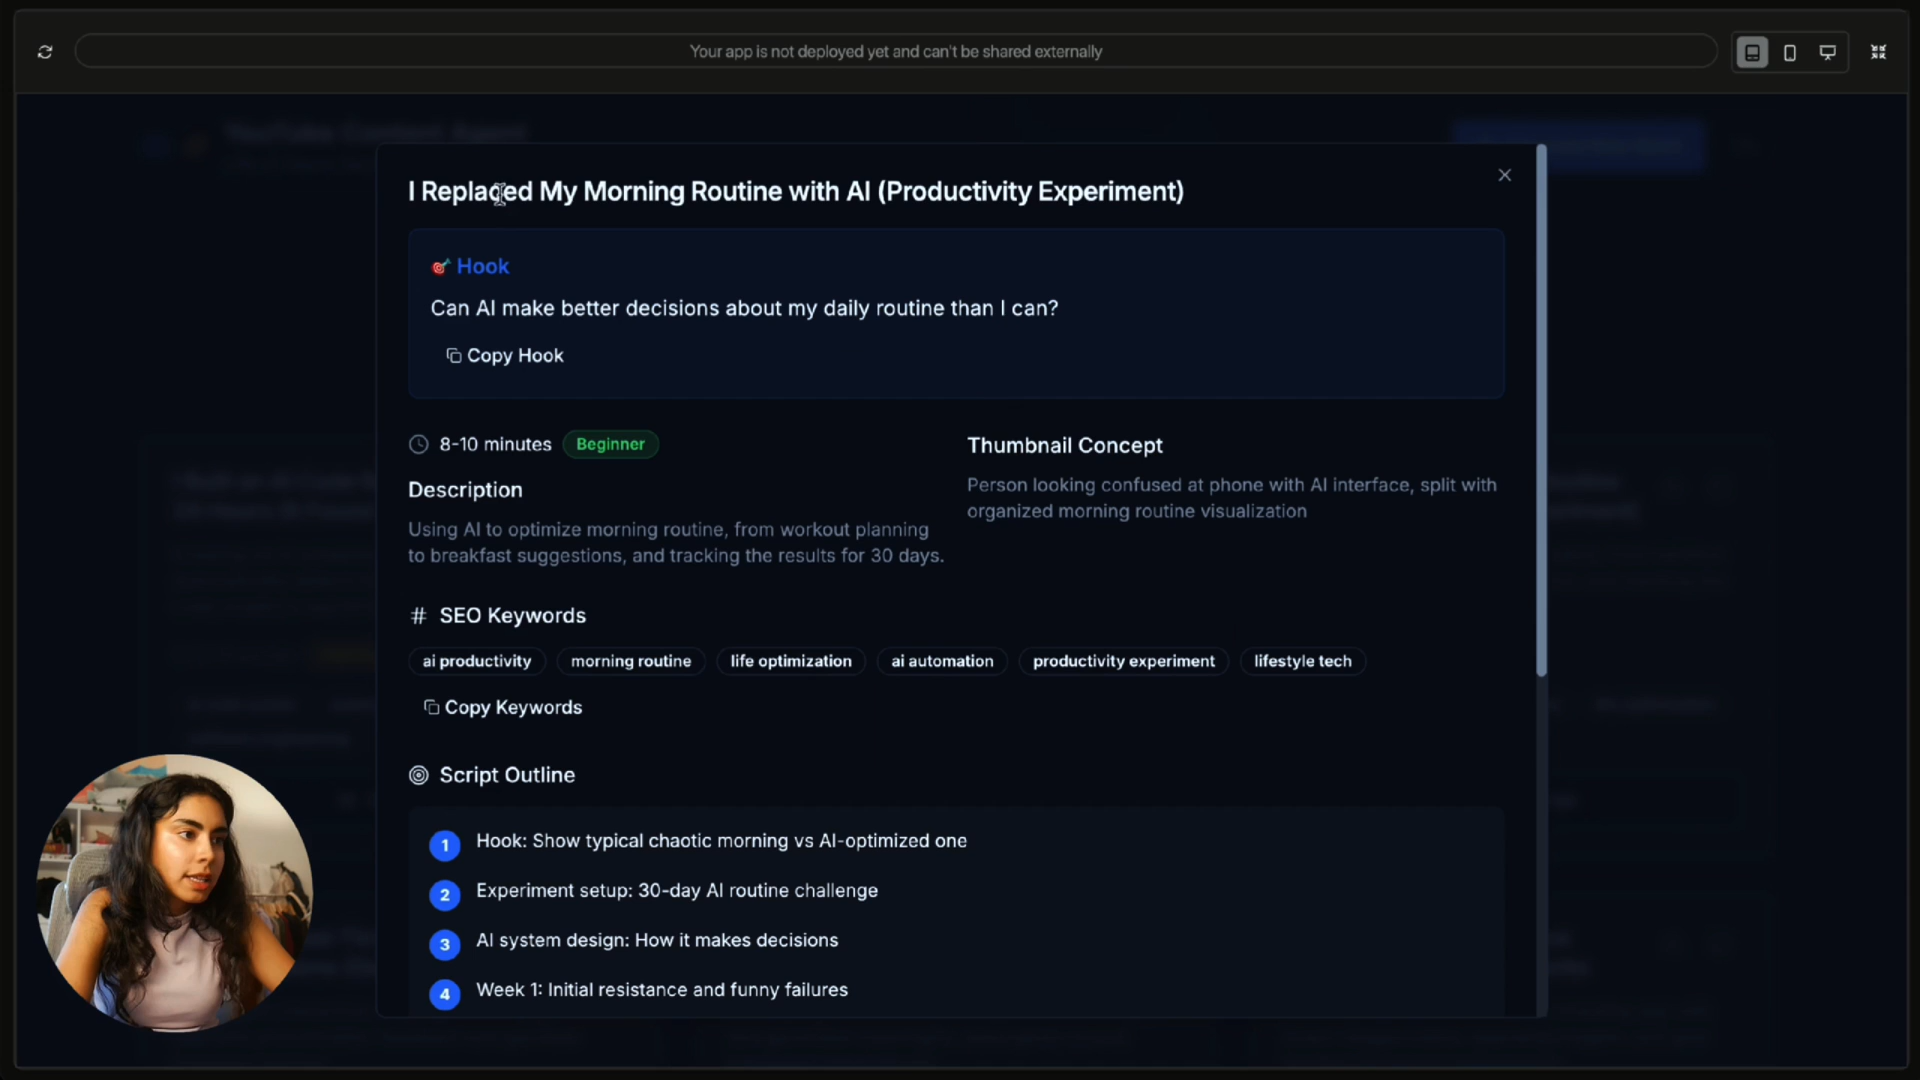 Your app is not deployed yet and can't be shared externally
YouTube Content Agent
I Replaced My Morning Routine with AI (Productivity Experiment)
Hook
Can AI make better decisions about my daily routine than I can?
Copy Hook
8-10 minutes
Beginner
Description
Using AI to optimize morning routine, from workout planning
to breakfast suggestions, and tracking the results for 30 days.
Thumbnail Concept
Person looking confused at phone with AI interface, split with
organized morning routine visualization
# SEO Keywords
ai productivity
morning routine
life optimization
ai automation
productivity experiment
lifestyle tech
Copy Keywords
Script Outline
1 Hook: Show typical chaotic morning vs AI-optimized one
2 Experiment setup: 30-day AI routine challenge
3 AI system design: How it makes decisions
4 Week 1: Initial resistance and funny failures